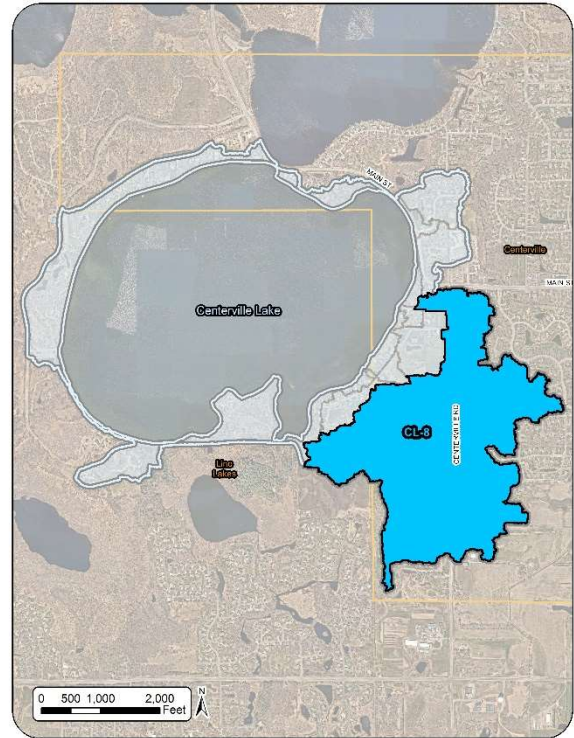 MAIN ST
Centerville
MAIN S
Centerville Lake
CL-8
CENTERVILLE RD
Lino
Lakes
0 500 1,000 2,000
Feet
N